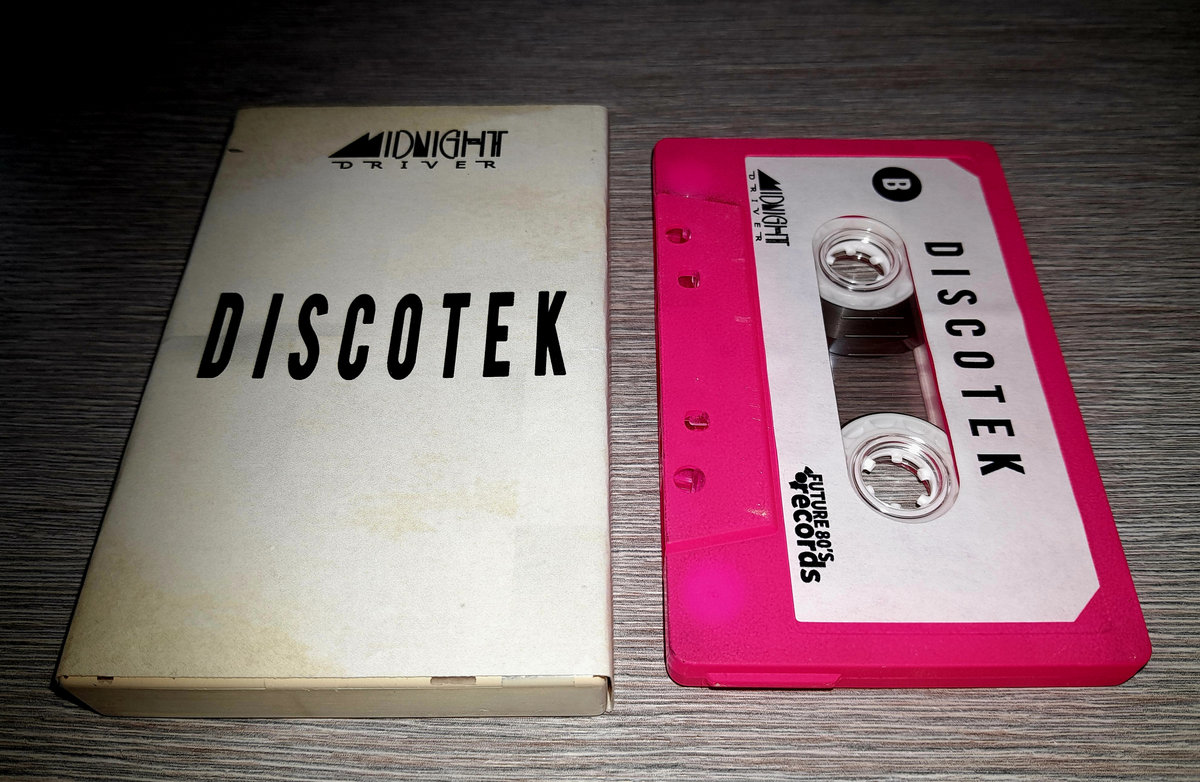 MIDNIGHT
DRIVER
DISCOTEK
B
MIDNIGHT
DRIVER
DISCOTEK
FUTURE 80'S
records